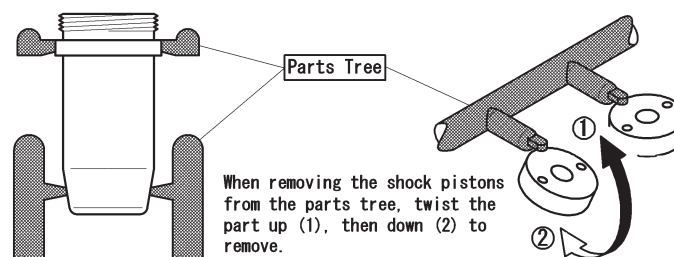 Parts Tree
①
When removing the shock pistons
from the parts tree, twist the
part up (1), then down (2) to
remove.
②